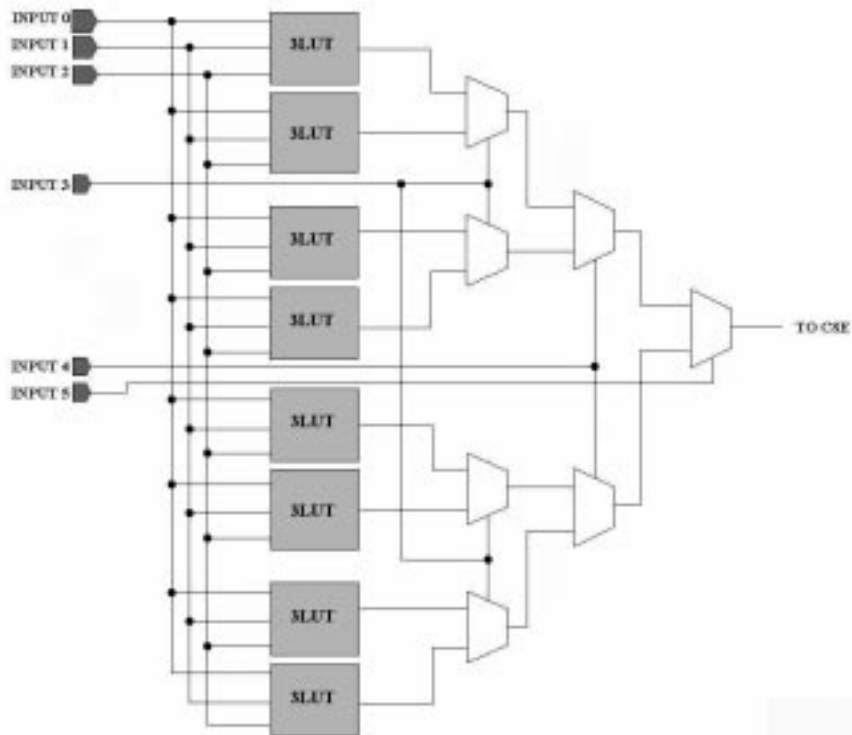 INPUT 0
3LUT
INPUT 1
INPUT 2
3LUT
INPUT 3
3LUT
3LUT
TO CSE
INPUT 4
INPUT 5
3LUT
3LUT
3LUT
3LUT